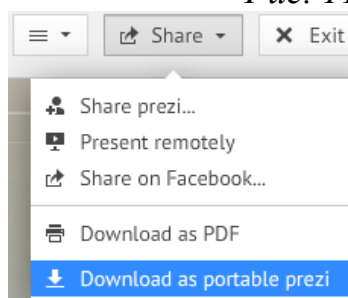 Share
Exit
Share prezi...
Present remotely
Share on Facebook...
Download as PDF
Download as portable prezi